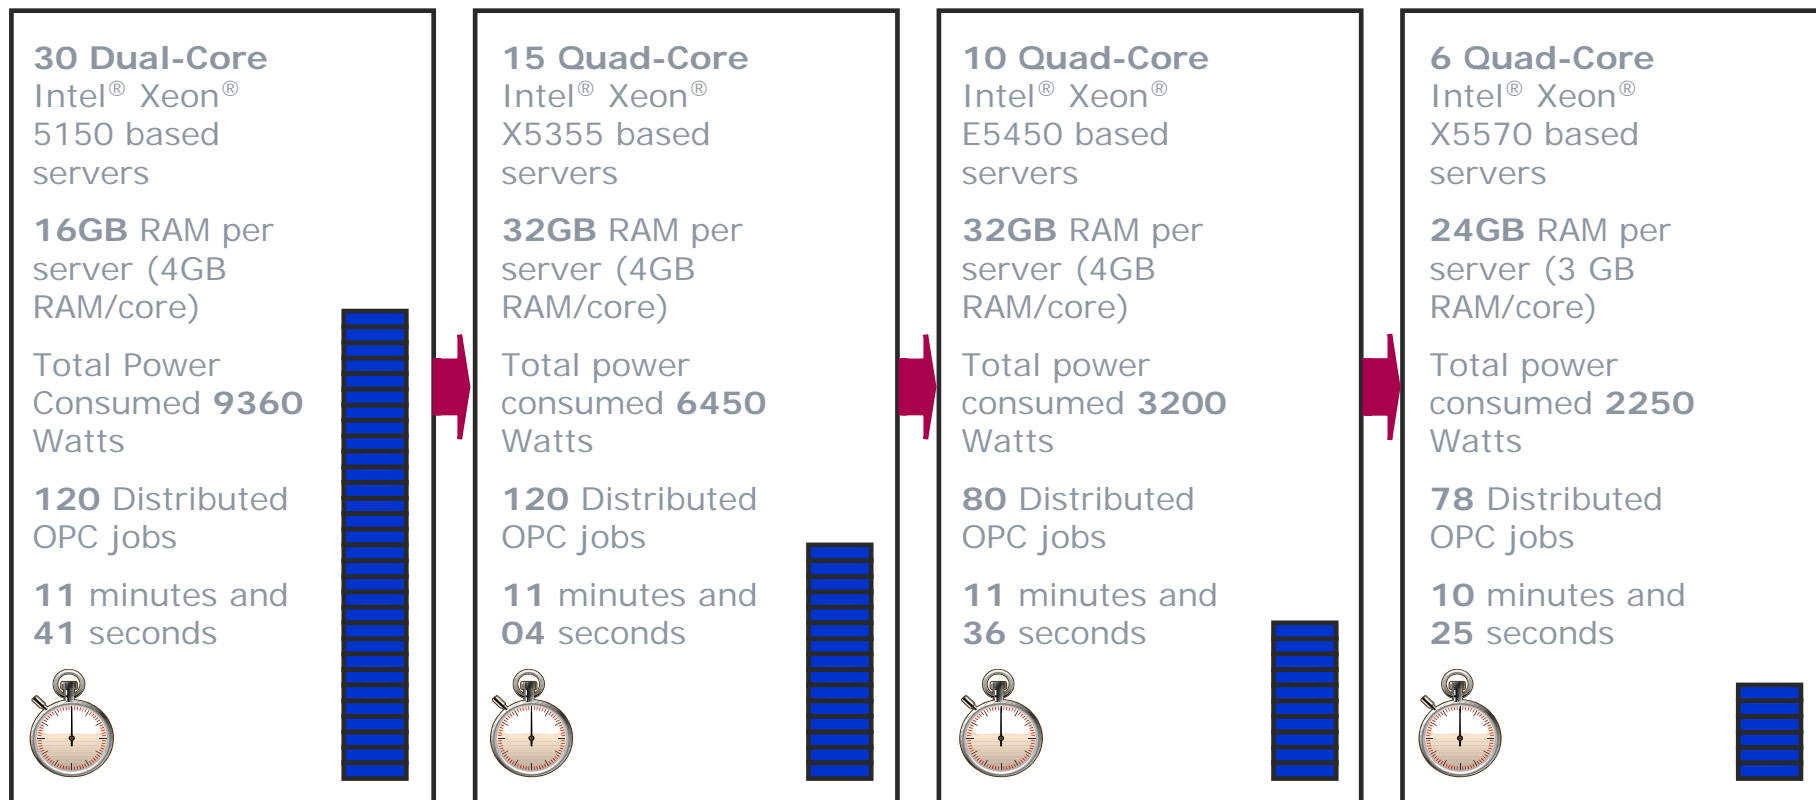 30 Dual-Core
Intel® Xeon®
5150 based
servers
16GB RAM per
server (4GB
RAM/core)
Total Power
Consumed 9360
Watts
120 Distributed
OPC jobs
11 minutes and
41 seconds
15 Quad-Core
Intel® Xeon®
X5355 based
servers
32GB RAM per
server (4GB
RAM/core)
Total power
consumed 6450
Watts
120 Distributed
OPC jobs
11 minutes and
04 seconds
10 Quad-Core
Intel® Xeon®
E5450 based
servers
32GB RAM per
server (4GB
RAM/core)
Total power
consumed 3200
Watts
80 Distributed
OPC jobs
11 minutes and
36 seconds
6 Quad-Core
Intel® Xeon®
X5570 based
servers
24GB RAM per
server (3 GB
RAM/core)
Total power
consumed 2250
Watts
78 Distributed
OPC jobs
10 minutes and
25 seconds